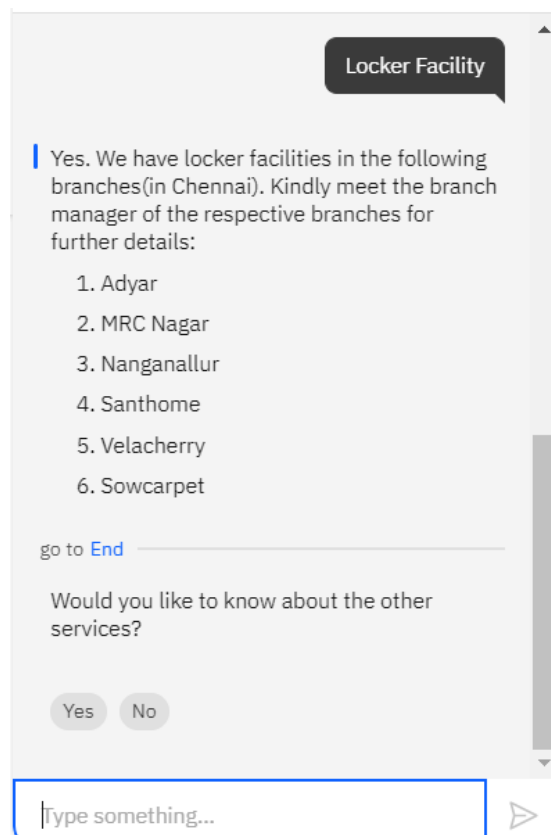 Locker Facility
Yes. We have locker facilities in the following
branches(in Chennai). Kindly meet the branch
manager of the respective branches for
further details:
1. Adyar
2. MRC Nagar
3. Nanganallur
4. Santhome
5. Velacherry
6. Sowcarpet
go to End
Would you like to know about the other
services?
Yes No
Type something...